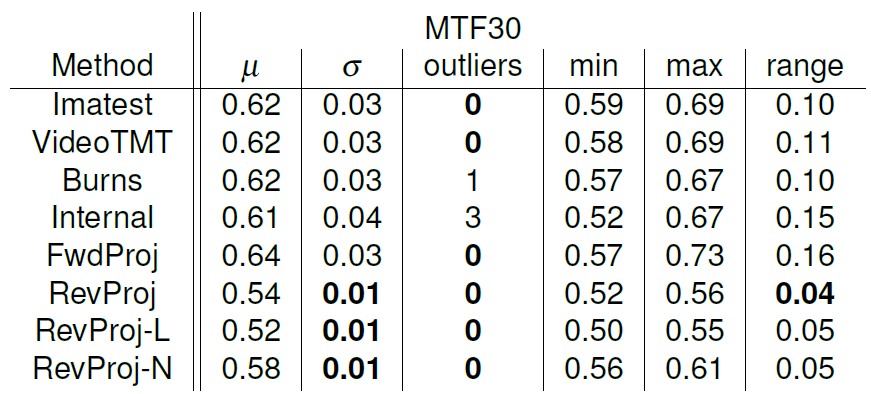 MTF30
Method μ σ outliers min max range
Imatest 0.62 0.03 0 0.59 0.69 0.10
VideoTMT 0.62 0.03 0 0.58 0.69 0.11
Burns 0.62 0.03 1 0.57 0.67 0.10
Internal 0.61 0.04 3 0.52 0.67 0.15
FwdProj 0.64 0.03 0 0.57 0.73 0.16
RevProj 0.54 0.01 0 0.52 0.56 0.04
RevProj-L 0.52 0.01 0 0.50 0.55 0.05
RevProj-N 0.58 0.01 0 0.56 0.61 0.05